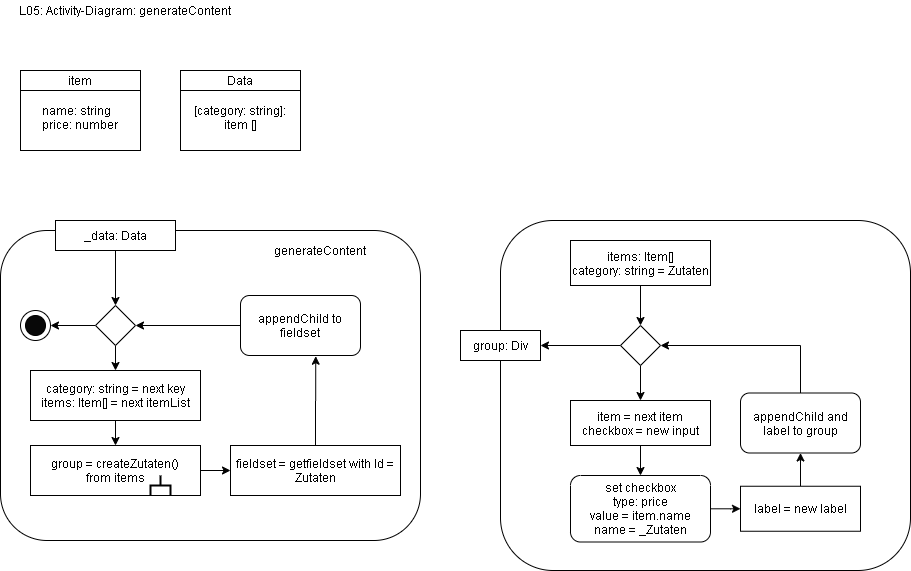 L05: Activity-Diagram: generateContent
item
name: string
price: number
Data
[category: string]:
item []
_data: Data
generateContent
appendChild to
fieldset
category: string = next key
items: Item[] = next itemList
group = createZutaten()
from items
fieldset = getfieldset with Id =
Zutaten
items: Item[]
category: string = Zutaten
group: Div
item = next item
checkbox = new input
appendChild and
label to group
set checkbox
type: price
value = item.name
name = _Zutaten
label = new label